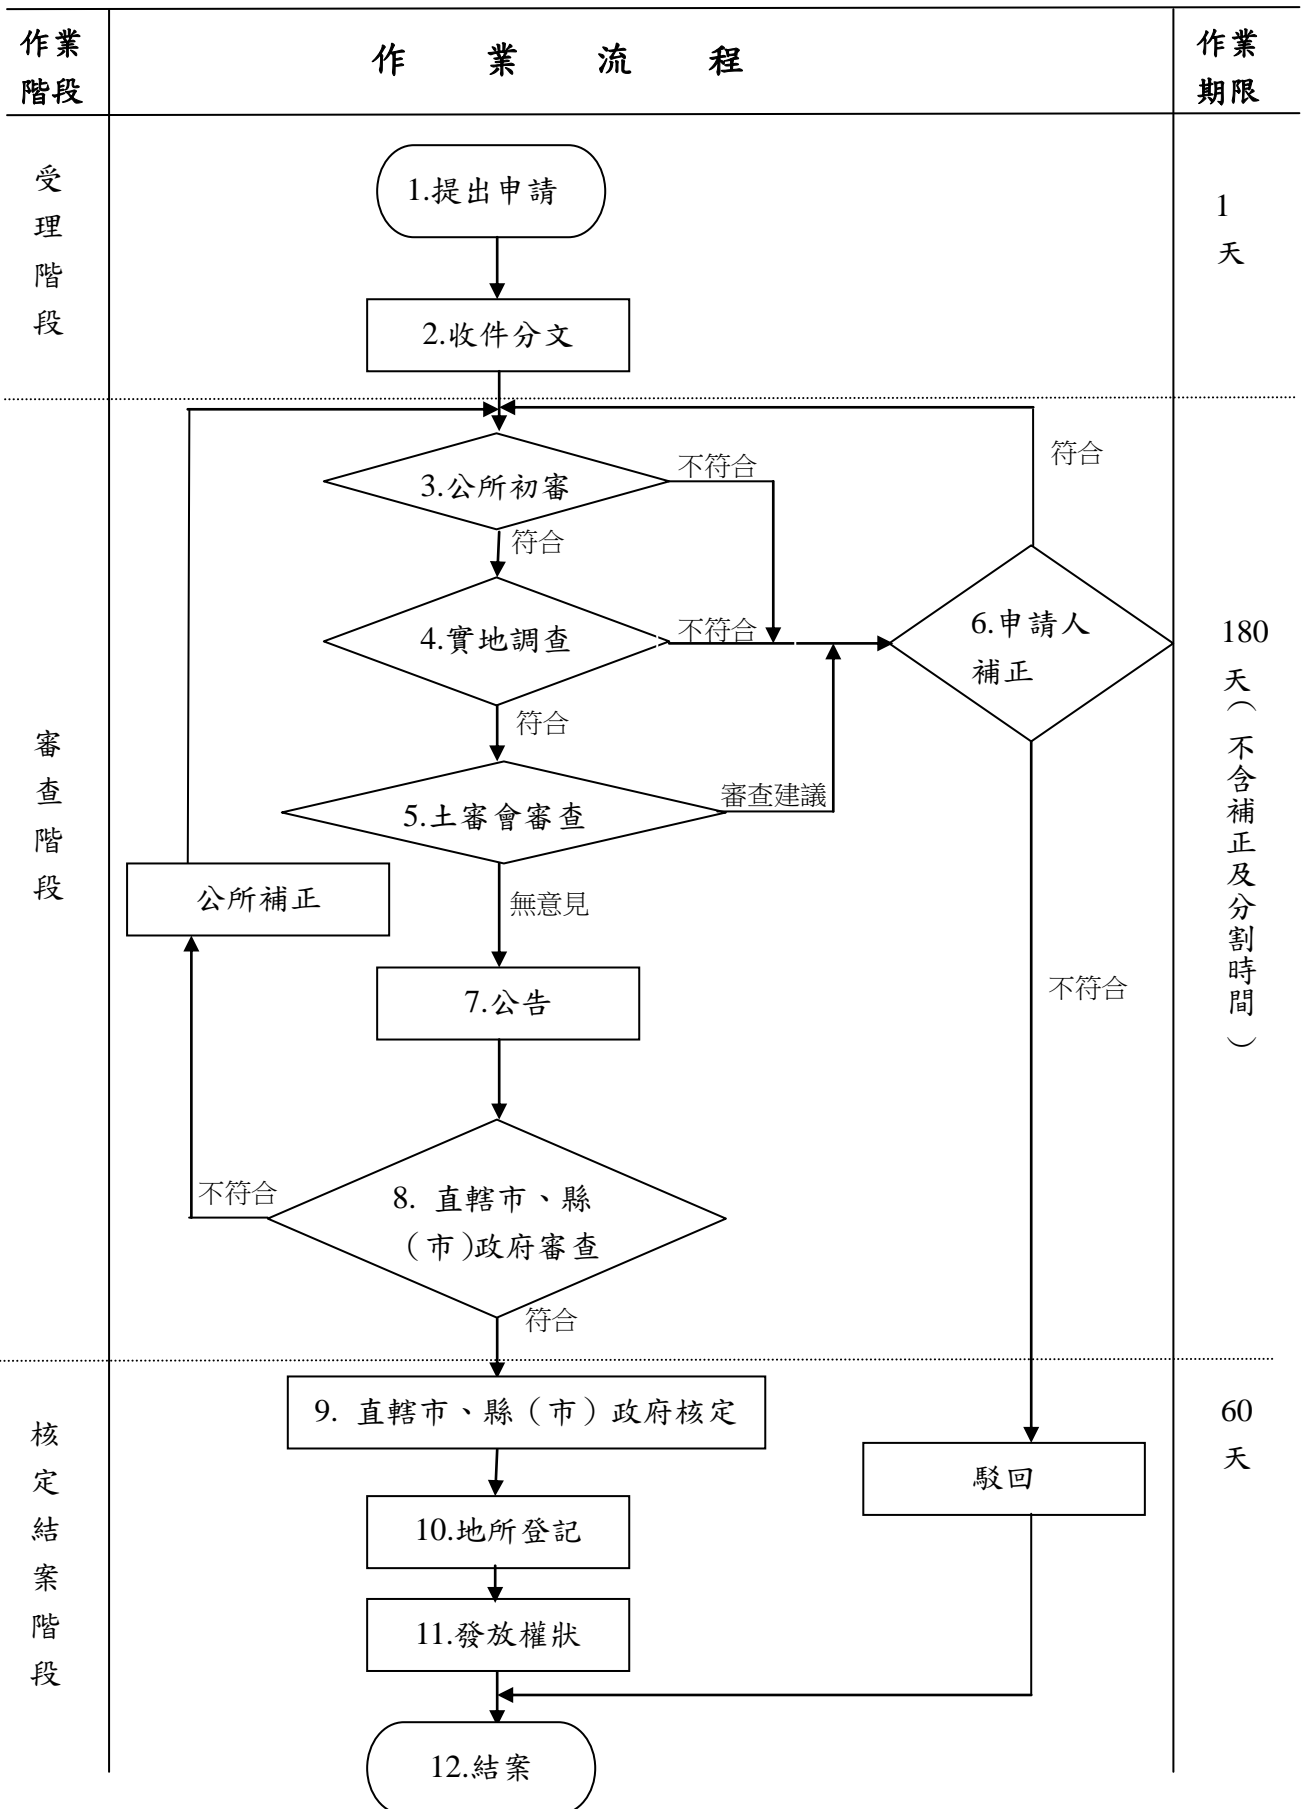 作業
階段
作業流程
作業
期限
受
理
階
段
1.提出申請
2.收件分文
1
天
審
查
階
段
3.公所初審
不符合
符合
符合
4.實地調查
不符合
符合
5.土審會審查
審查建議
無意見
6.申請人
補正
不符合
公所補正
7.公告
8. 直轄市、縣
（市）政府審查
不符合
符合
180
天（不含補正及分割時間）
核
定
結
案
階
段
9. 直轄市、縣（市）政府核定
10.地所登記
11.發放權狀
12.結案
駁回
60
天